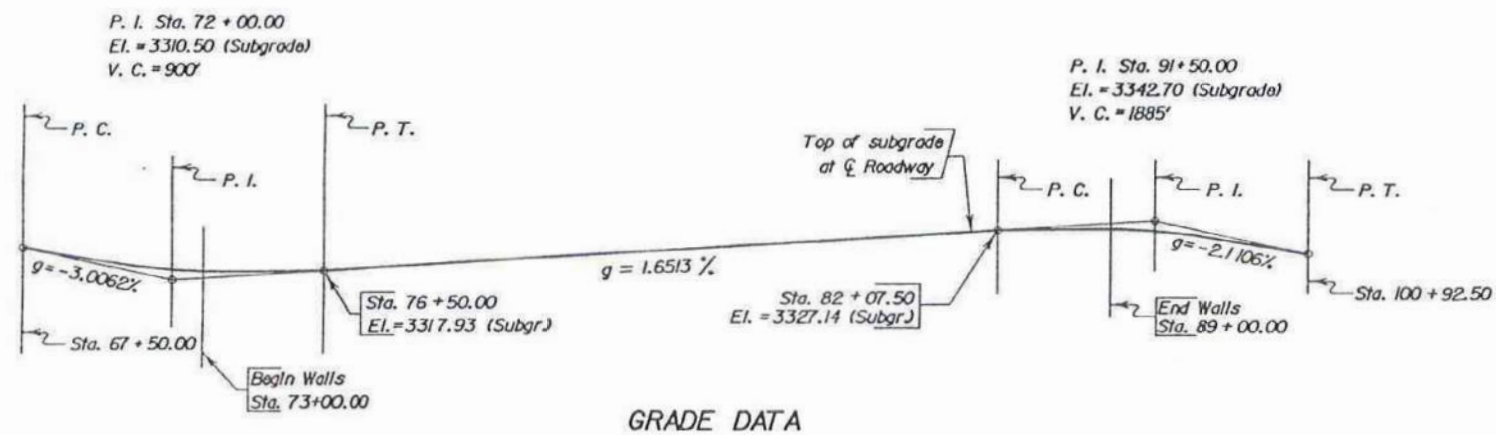 P. I. Sta. 72 + 00.00
El. = 3310.50 (Subgrade)
V. C. = 900'
P. I. Sta. 91+50.00
El. = 3342.70 (Subgrade)
V. C. = 1885'
P. C.
P. I.
P. T.
Top of subgrade
at ℄ Roadway
P. C.
P. I.
P. T.
g=-3.0062%
g = 1.6513 %
g=-2.1106%
Sta. 67 + 50.00
Sta. 76 + 50.00
El.=3317.93 (Subgr.)
Begin Walls
Sta. 73+00.00
Sta. 82 + 07.50
El. = 3327.14 (Subgr.)
End Walls
Sta. 89 + 00.00
Sta. 100 + 92.50
GRADE DATA